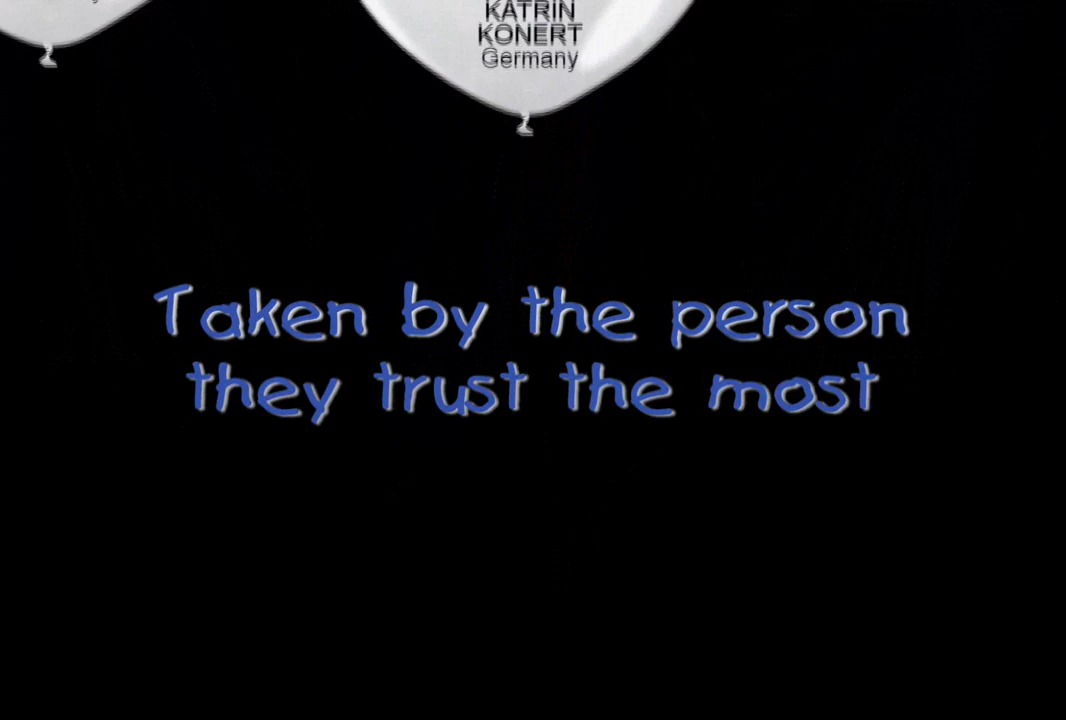 KATRIN
KONERT
Germany
Taken by the person
they trust the most